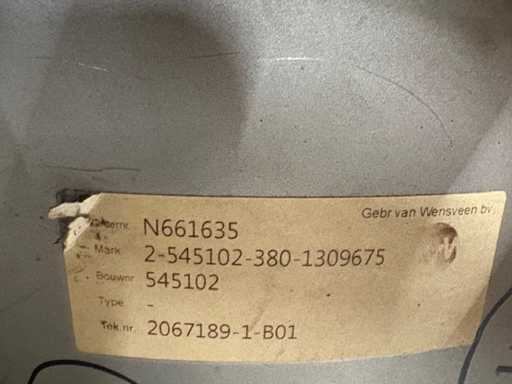 Gebr van Wensveen bv
N661635
Mark 2-545102-380-1309675
Bouwnr 545102
Type -
Tek.nr. 2067189-1-B01